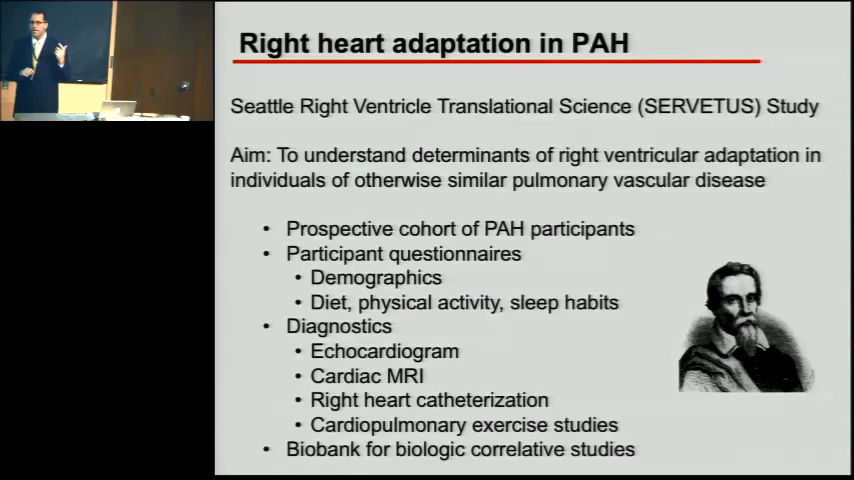 Right heart adaptation in PAH
Seattle Right Ventricle Translational Science (SERVETUS) Study
Aim: To understand determinants of right ventricular adaptation in
individuals of otherwise similar pulmonary vascular disease
• Prospective cohort of PAH participants
• Participant questionnaires
• Demographics
• Diet, physical activity, sleep habits
• Diagnostics
• Echocardiogram
• Cardiac MRI
• Right heart catheterization
• Cardiopulmonary exercise studies
• Biobank for biologic correlative studies